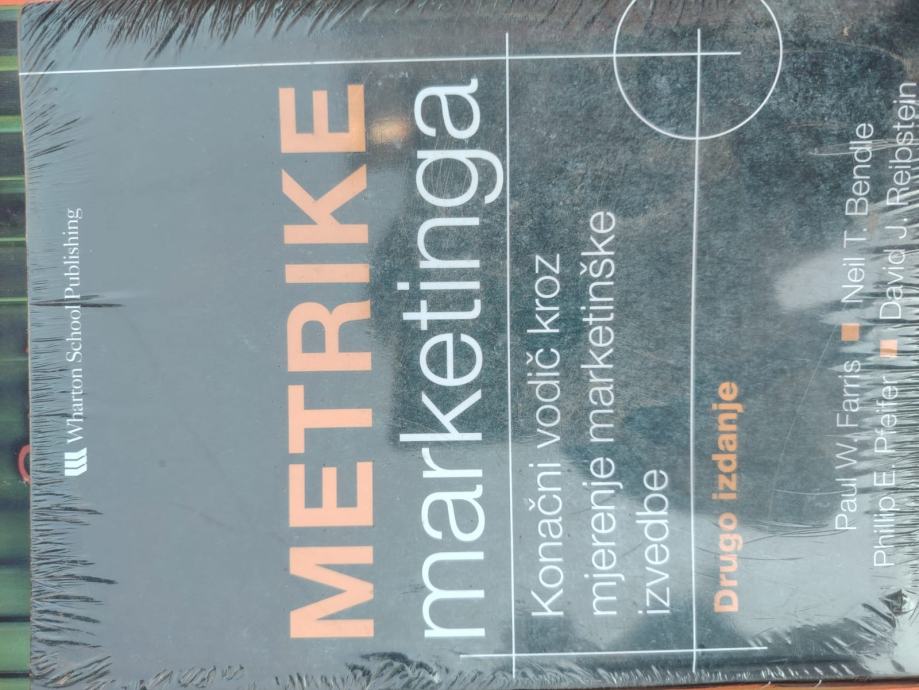 Wharton School Publishing
METRIKE
marketinga
Konačni vodič kroz
mjerenje marketinške
izvedbe
Drugo izdanje
Paul W. Farris ■ Neil T. Bendle
Phillip E. Pfeifer ■ David J. Reibstein